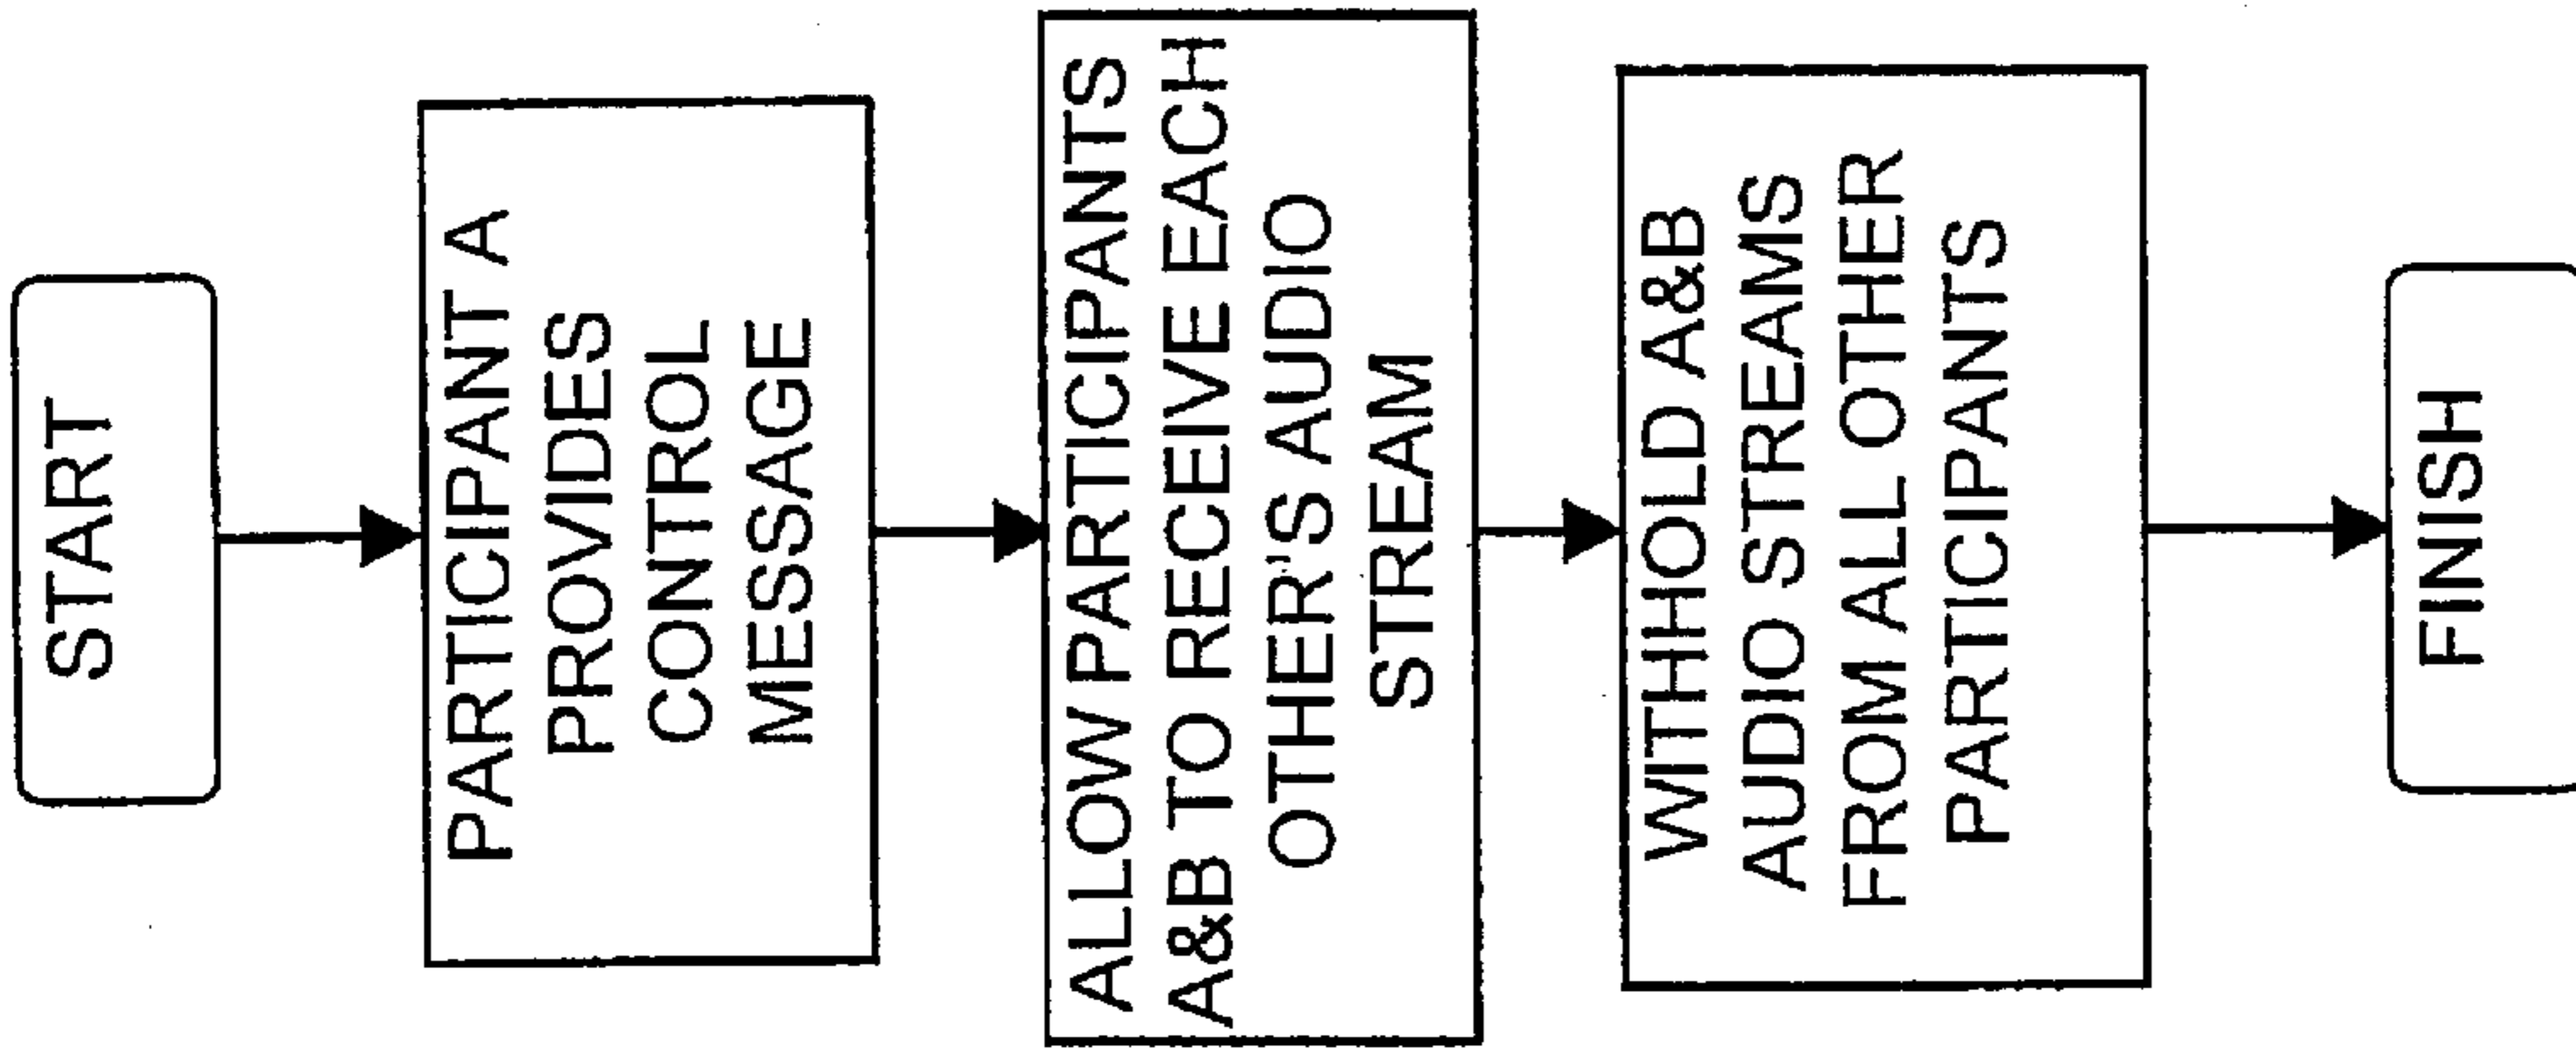 START
PARTICIPANT A
PROVIDES
CONTROL
MESSAGE
ALLOW PARTICIPANTS
A&B TO RECEIVE EACH
OTHER'S AUDIO
STREAM
WITHHOLD A&B
AUDIO STREAMS
FROM ALL OTHER
PARTICIPANTS
FINISH